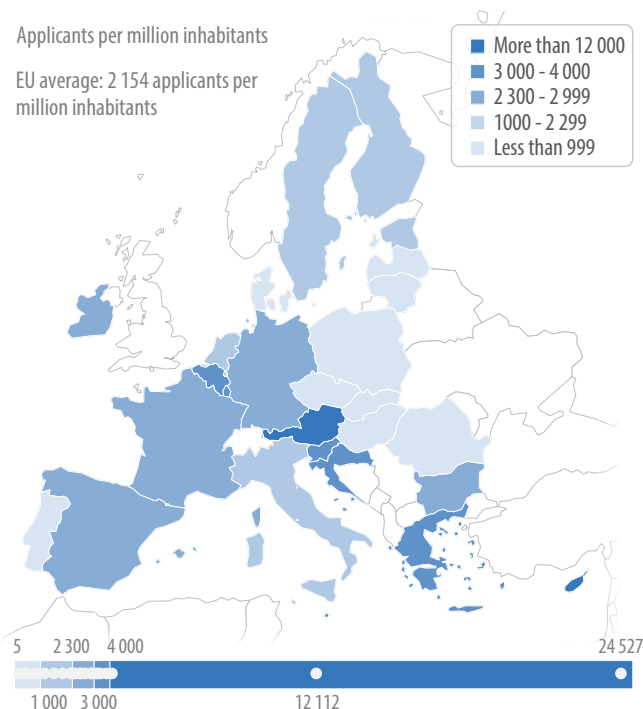 Applicants per million inhabitants
EU average: 2 154 applicants per
million inhabitants
More than 12 000
3 000 - 4 000
2 300 - 2 999
1000 - 2 299
Less than 999
5 2 300 4 000 24 527
1 000 3 000 12 112